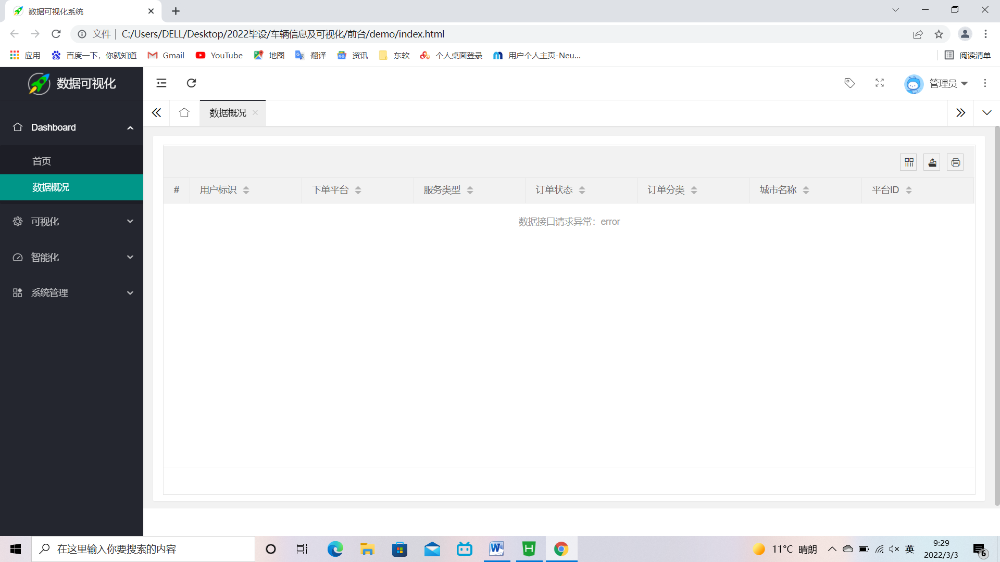 数据可视化系统
文件 | C:/Users/DELL/Desktop/2022毕设/车辆信息及可视化/前台/demo/index.html
应用 百度一下，你就知道 Gmail YouTube 地图 翻译 资讯 东软 个人桌面登录 用户个人主页-Neu... 阅读清单
数据可视化 管理员
数据概况
Dashboard
首页
数据概况
可视化
智能化
系统管理
# 用户标识 下单平台 服务类型 订单状态 订单分类 城市名称 平台ID
数据接口请求异常：error
在这里输入你要搜索的内容
11°C 晴朗 英
9:29
2022/3/3
6